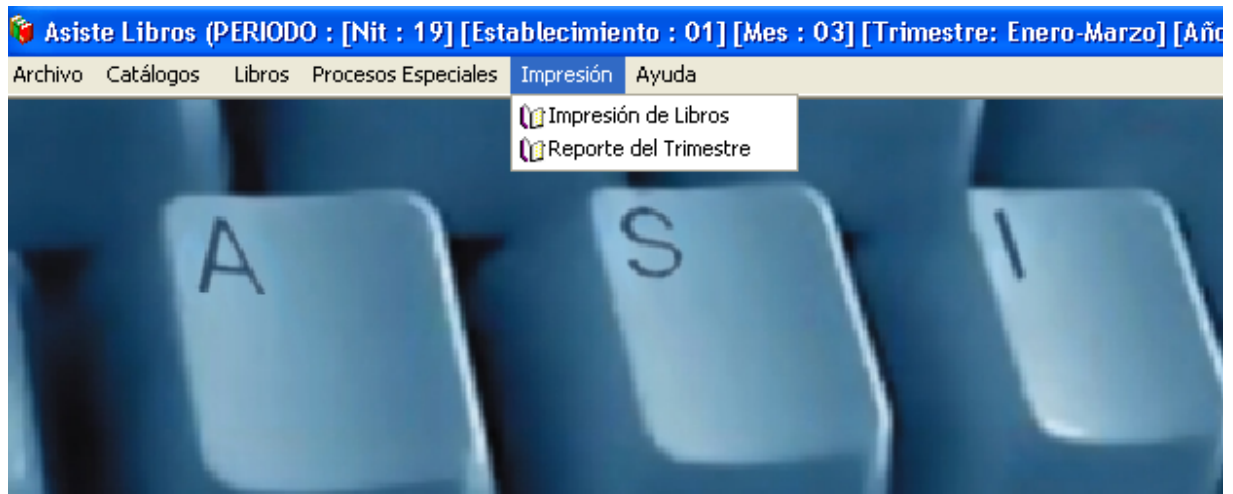 Asiste Libros (PERIODO : [Nit : 19] [Establecimiento : 01] [Mes : 03] [Trimestre: Enero-Marzo] [Año
Archivo Catálogos Libros Procesos Especiales Impresión Ayuda
Impresión de Libros
Reporte del Trimestre
A S I